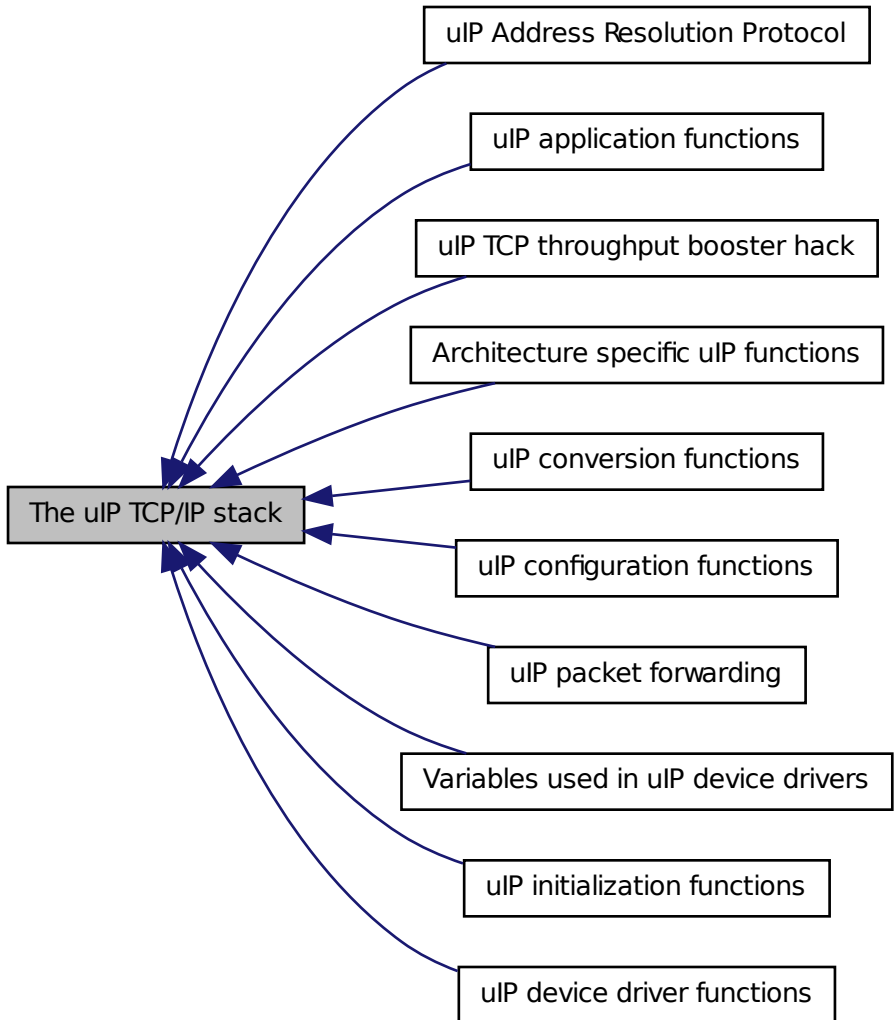 uIP Address Resolution Protocol
uIP application functions
uIP TCP throughput booster hack
Architecture specific uIP functions
uIP conversion functions
The uIP TCP/IP stack
uIP configuration functions
uIP packet forwarding
Variables used in uIP device drivers
uIP initialization functions
uIP device driver functions